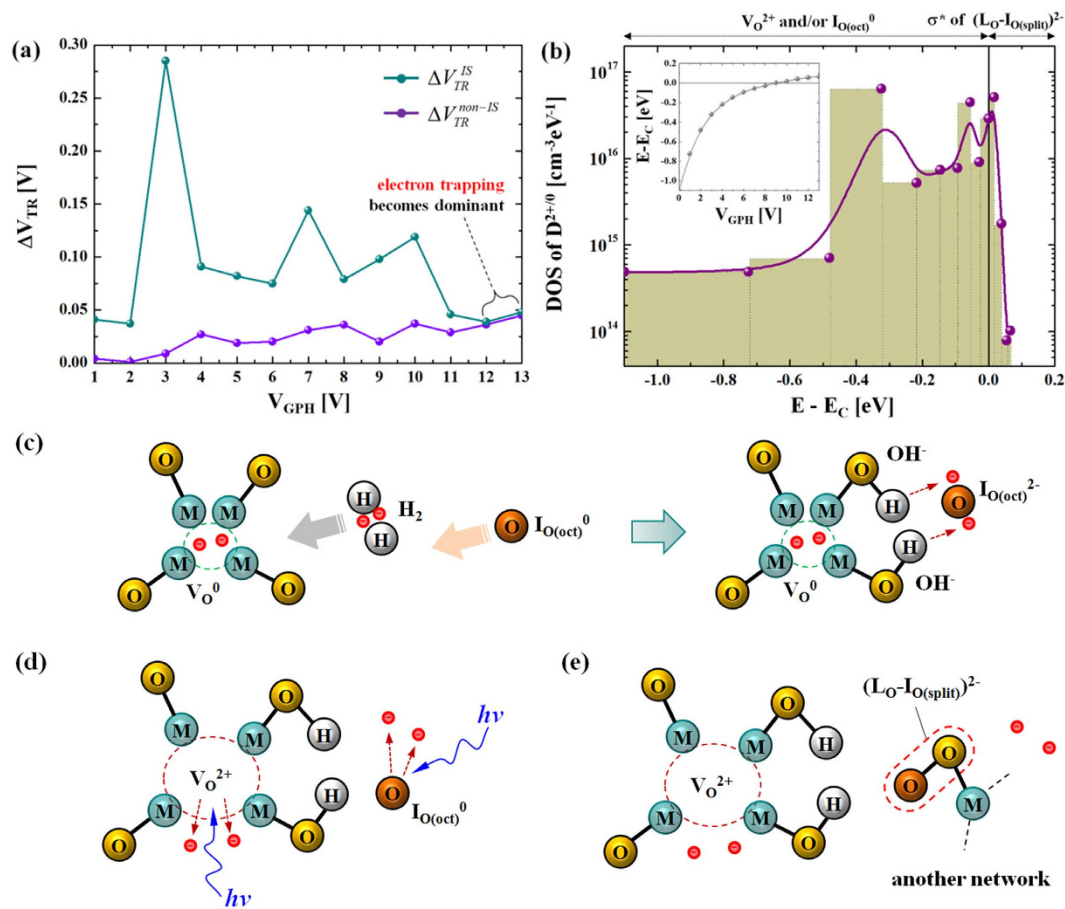 (a)
0.30
0.25
0.20
0.15
0.10
0.05
0.00
ΔV_TR [V]
ΔV_TR^IS
ΔV_TR^non-IS
electron trapping
becomes dominant
1 2 3 4 5 6 7 8 9 10 11 12 13
V_GPH [V]
V_O^2+ and/or I_O(oct)^0
σ* of (L_O-I_O(split))^2-
(b)
10^17
10^16
10^15
10^14
DOS of D^2+/0 [cm^-3eV^-1]
0.2
0.0
-0.2
-0.4
-0.6
-0.8
-1.0
E-E_C [eV]
0 2 4 6 8 10 12
V_GPH [V]
-1.0 -0.8 -0.6 -0.4 -0.2 0.0 0.2
E - E_C [eV]
(c)
O O
M M
M M
O O
V_O^0
H
H
H_2
O I_O(oct)^0
O O OH^-
M M H
O I_O(oct)^2-
M M H
O O
V_O^0
OH^-
(d)
O O
M M H
V_O^2+
M M H
O O
hν
O
I_O(oct)^0
hν
(e)
O O
M M H
V_O^2+
M M H
O O
(L_O-I_O(split))^2-
O
O
M
another network